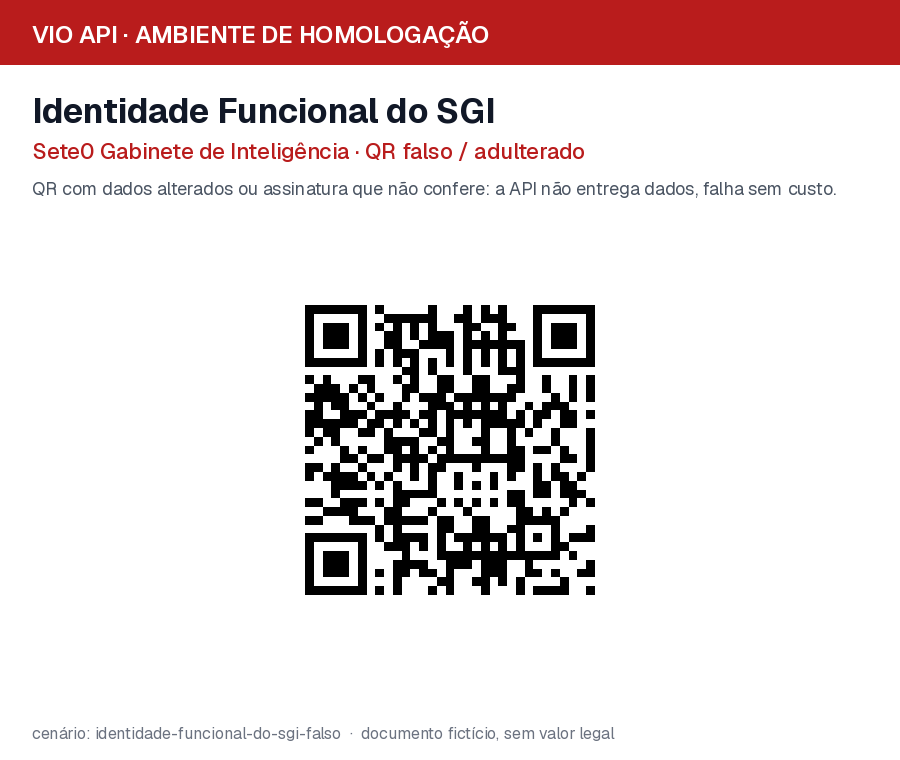 VIO API · AMBIENTE DE HOMOLOGAÇÃO
Identidade Funcional do SGI
Sete0 Gabinete de Inteligência · QR falso / adulterado
QR com dados alterados ou assinatura que não confere: a API não entrega dados, falha sem custo.
cenário: identidade-funcional-do-sgi-falso · documento fictício, sem valor legal